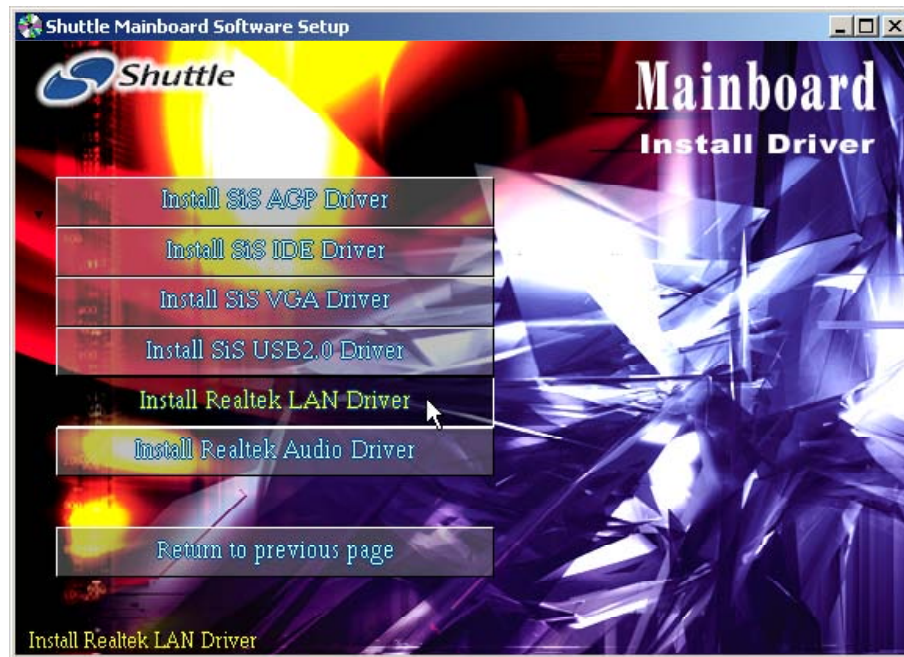 Shuttle Mainboard Software Setup
Shuttle
Mainboard
Install Driver
Install SiS AGP Driver
Install SiS IDE Driver
Install SiS VGA Driver
Install SiS USB2.0 Driver
Install Realtek LAN Driver
Install Realtek Audio Driver
Return to previous page
Install Realtek LAN Driver